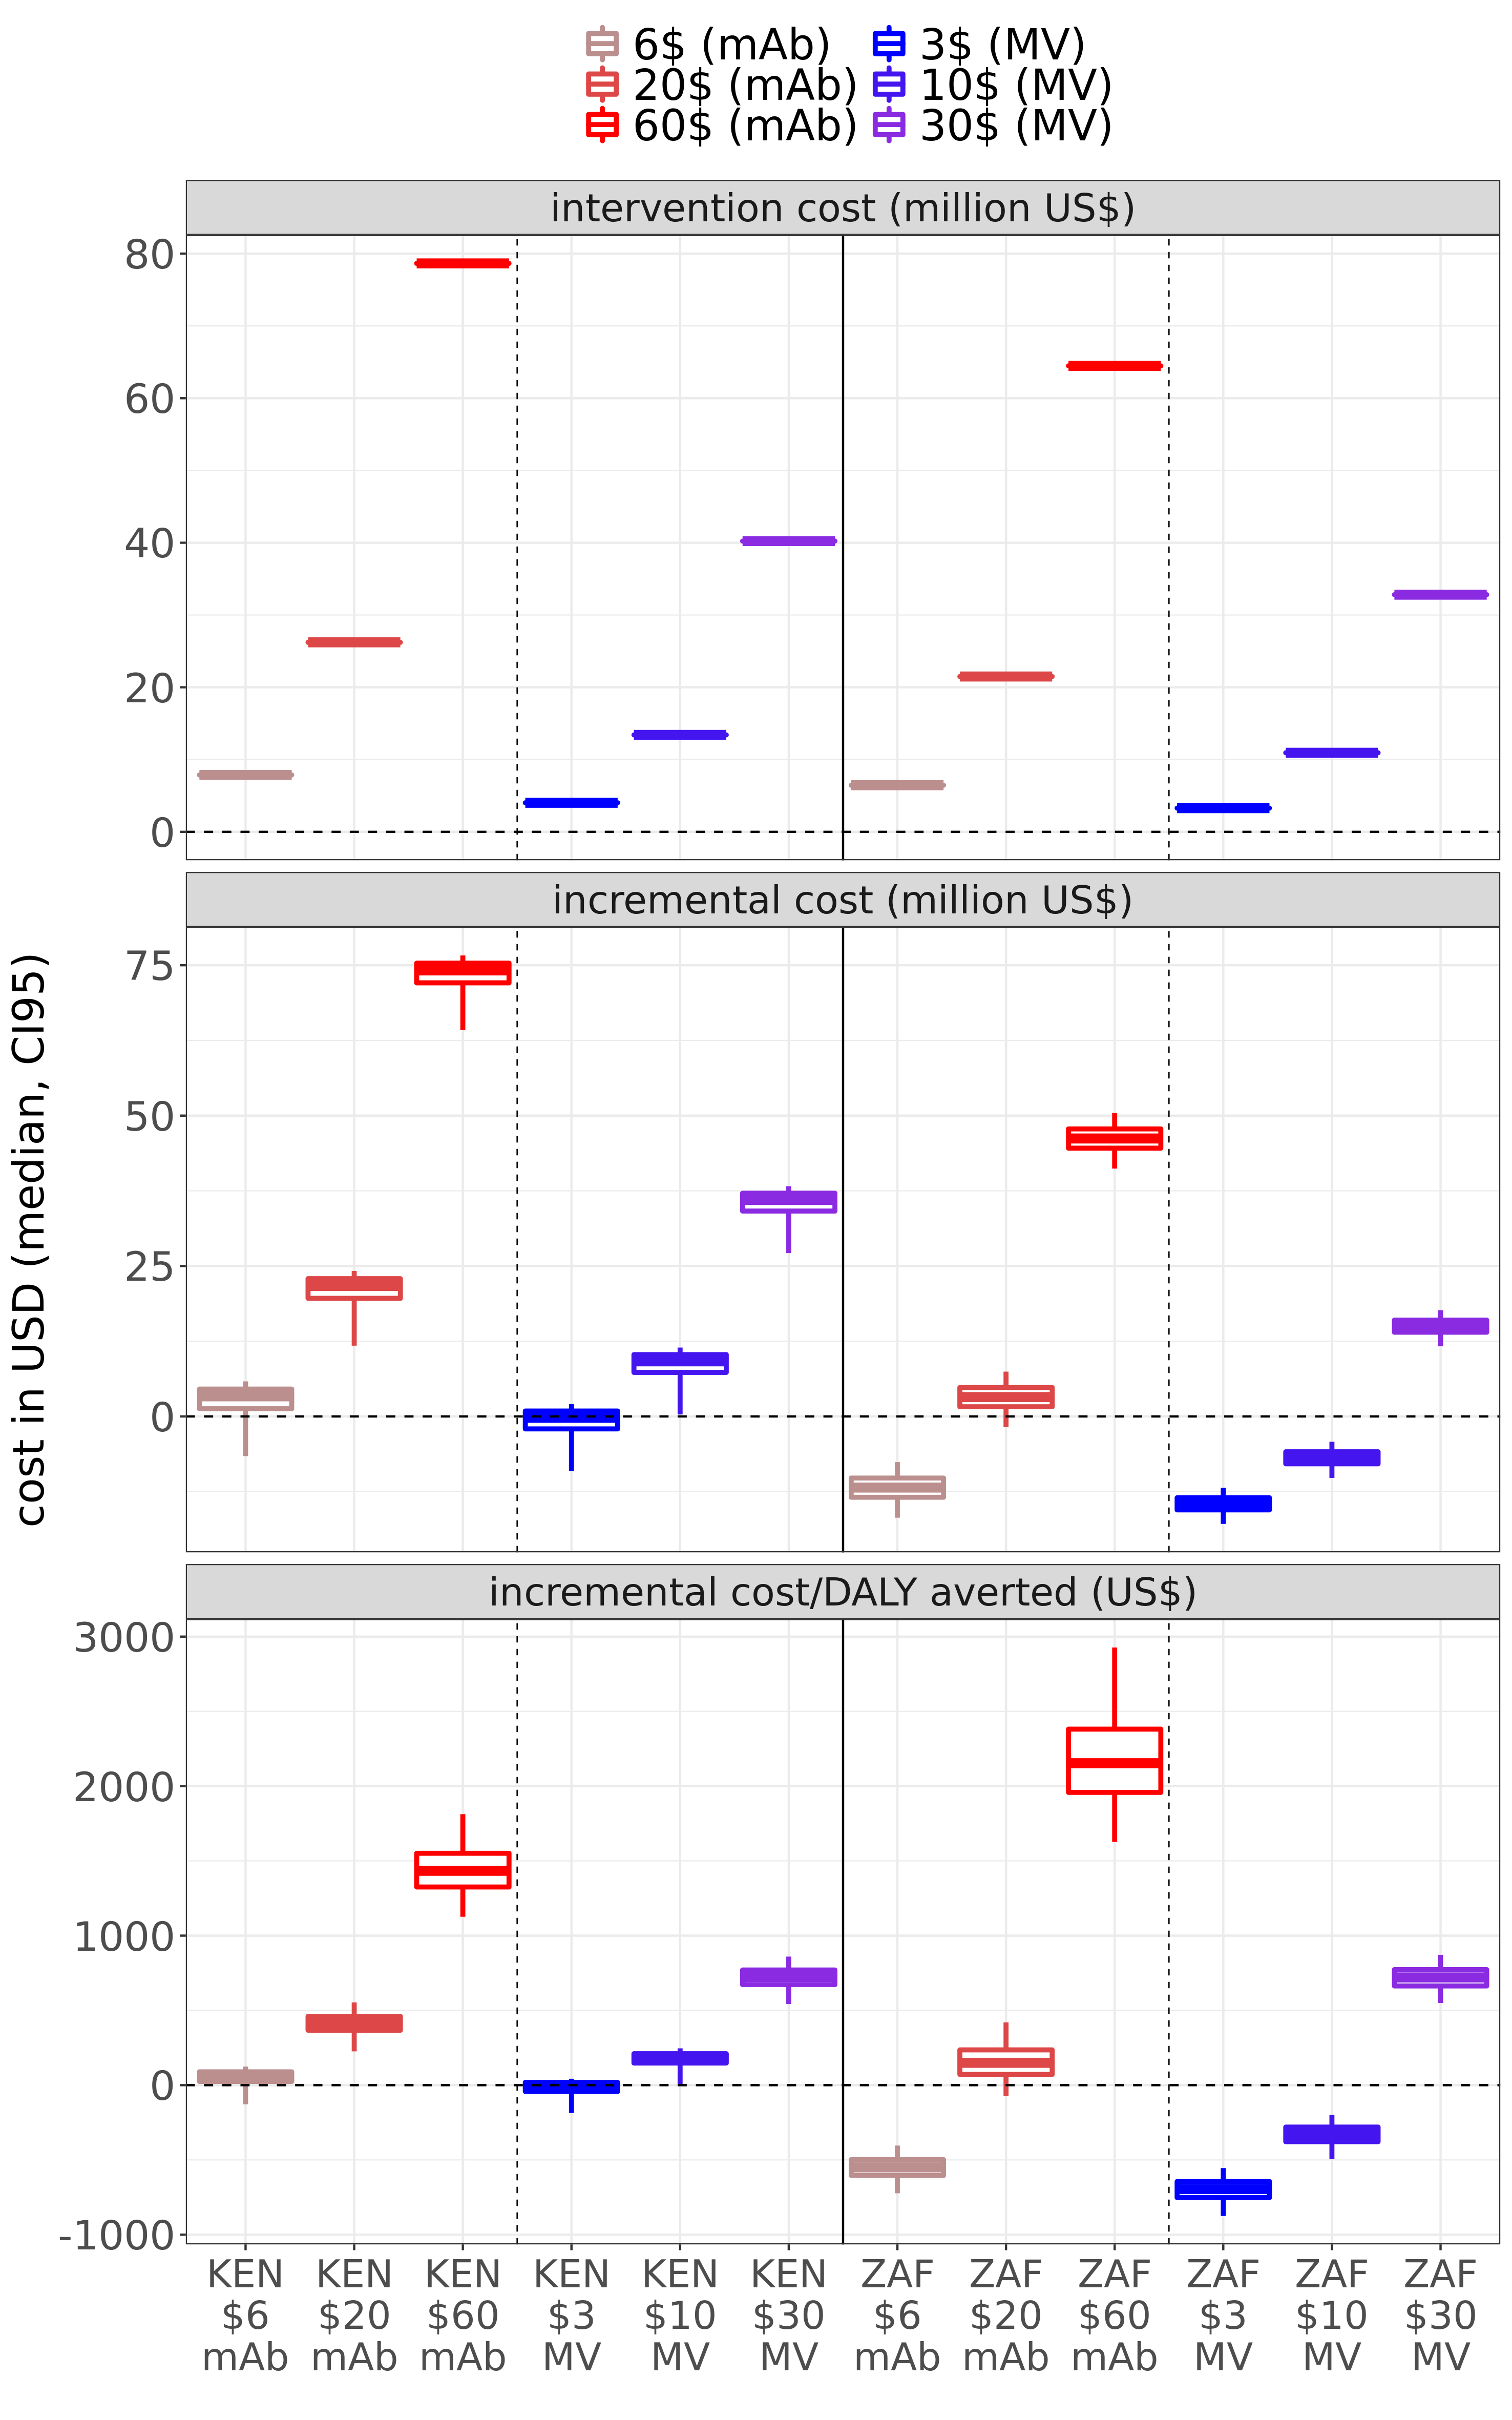 6$ (mAb) 3$ (MV)
20$ (mAb) 10$ (MV)
60$ (mAb) 30$ (MV)
intervention cost (million US$)
80
60
40
20
0
incremental cost (million US$)
75
50
25
0
incremental cost/DALY averted (US$)
3000
2000
1000
0
-1000
cost in USD (median, CI95)
KEN KEN KEN KEN KEN KEN ZAF ZAF ZAF ZAF ZAF ZAF
$6 $20 $60 $3 $10 $30 $6 $20 $60 $3 $10 $30
mAb mAb mAb MV MV MV mAb mAb mAb MV MV MV